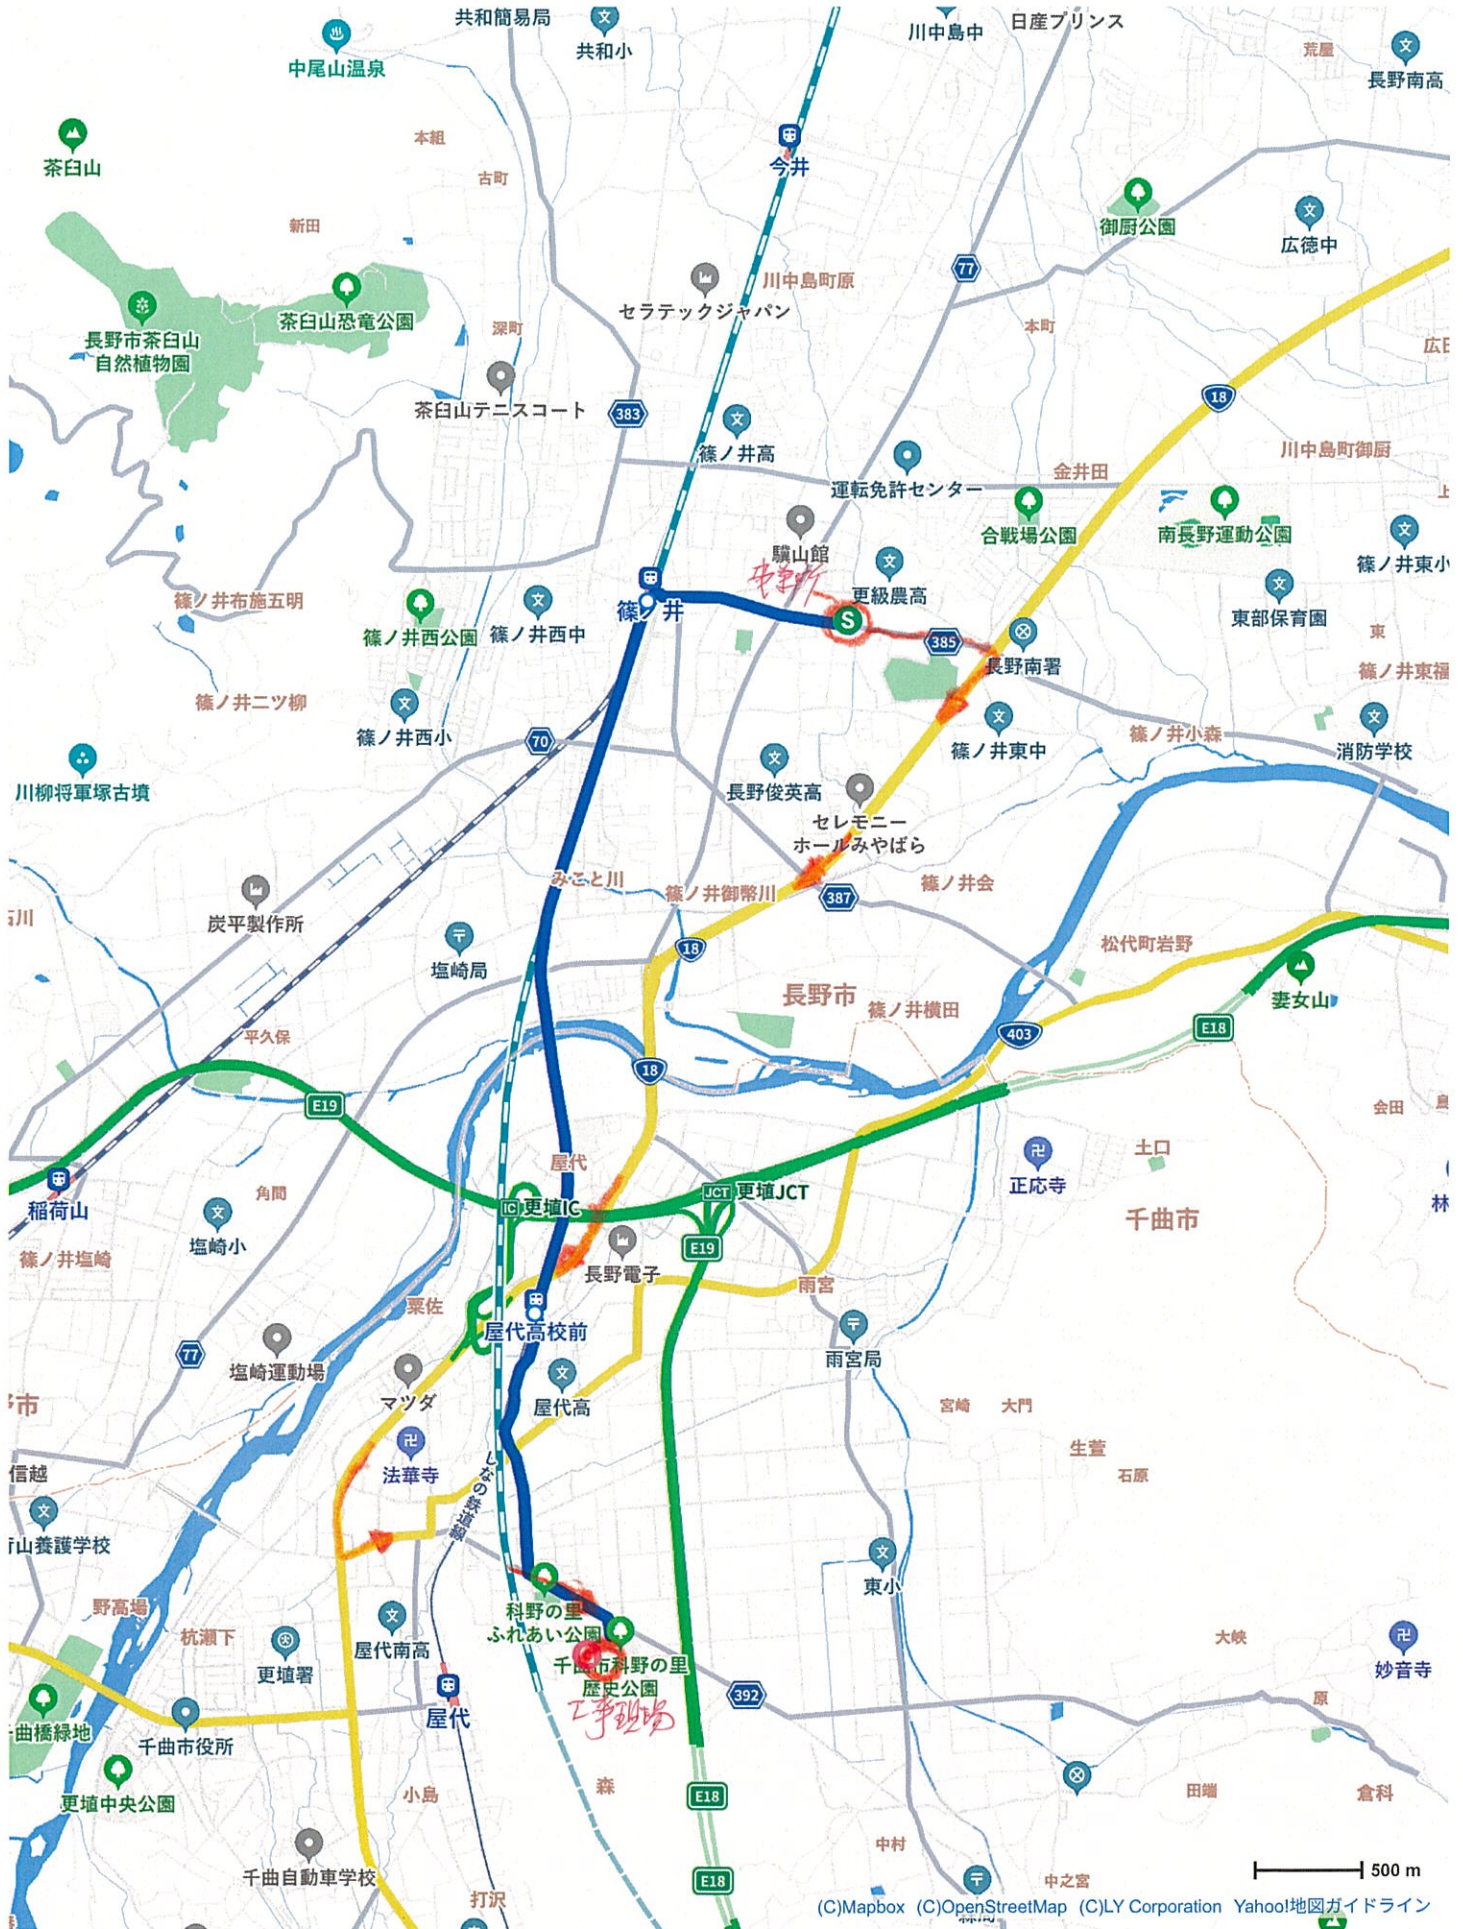 共和簡易局
共和小
川中島中
日産プリンス
荒屋
長野南高
中尾山温泉
茶臼山
本組
古町
今井
御厨公園
広徳中
新田
77
川中島町原
セラテックジャパン
茶臼山恐竜公園
長野市茶臼山
自然植物園
深町
本町
茶臼山テニスコート
383
18
篠ノ井高
川中島町御厨
金井田
運転免許センター
合戦場公園
南長野運動公園
篠ノ井東小
驥山館
営業所
更級農高
篠ノ井布施五明
篠ノ井西公園
篠ノ井西中
篠ノ井
S
385
長野南署
東部保育園
東
篠ノ井東福
篠ノ井二ツ柳
篠ノ井西小
70
篠ノ井東中
篠ノ井小森
消防学校
川柳将軍塚古墳
長野俊英高
セレモニー
ホールみやばら
みこと川
篠ノ井御幣川
387
篠ノ井会
炭平製作所
塩崎局
18
松代町岩野
長野市
篠ノ井横田
妻女山
平久保
403
E18
18
E19
会田
屋代
土口
正応寺
稲荷山
角間
更埴IC
JCT
更埴JCT
IC
塩崎小
千曲市
篠ノ井塩崎
長野電子
E19
雨宮
粟佐
屋代高校前
雨宮局
77
塩崎運動場
マツダ
屋代高
宮崎
大門
法華寺
しなの鉄道線
生萱
石原
信越
東小
野高場
科野の里
ふれあい公園
杭瀬下
更埴署
屋代南高
千曲市科野の里
歴史公園
工事現場
大峡
妙音寺
392
原
屋代
千曲市役所
更埴中央公園
小島
森
E18
田端
倉科
千曲自動車学校
中村
打沢
E18
中之宮
500 m
(C)Mapbox (C)OpenStreetMap (C)LY Corporation Yahoo!地図ガイドライン